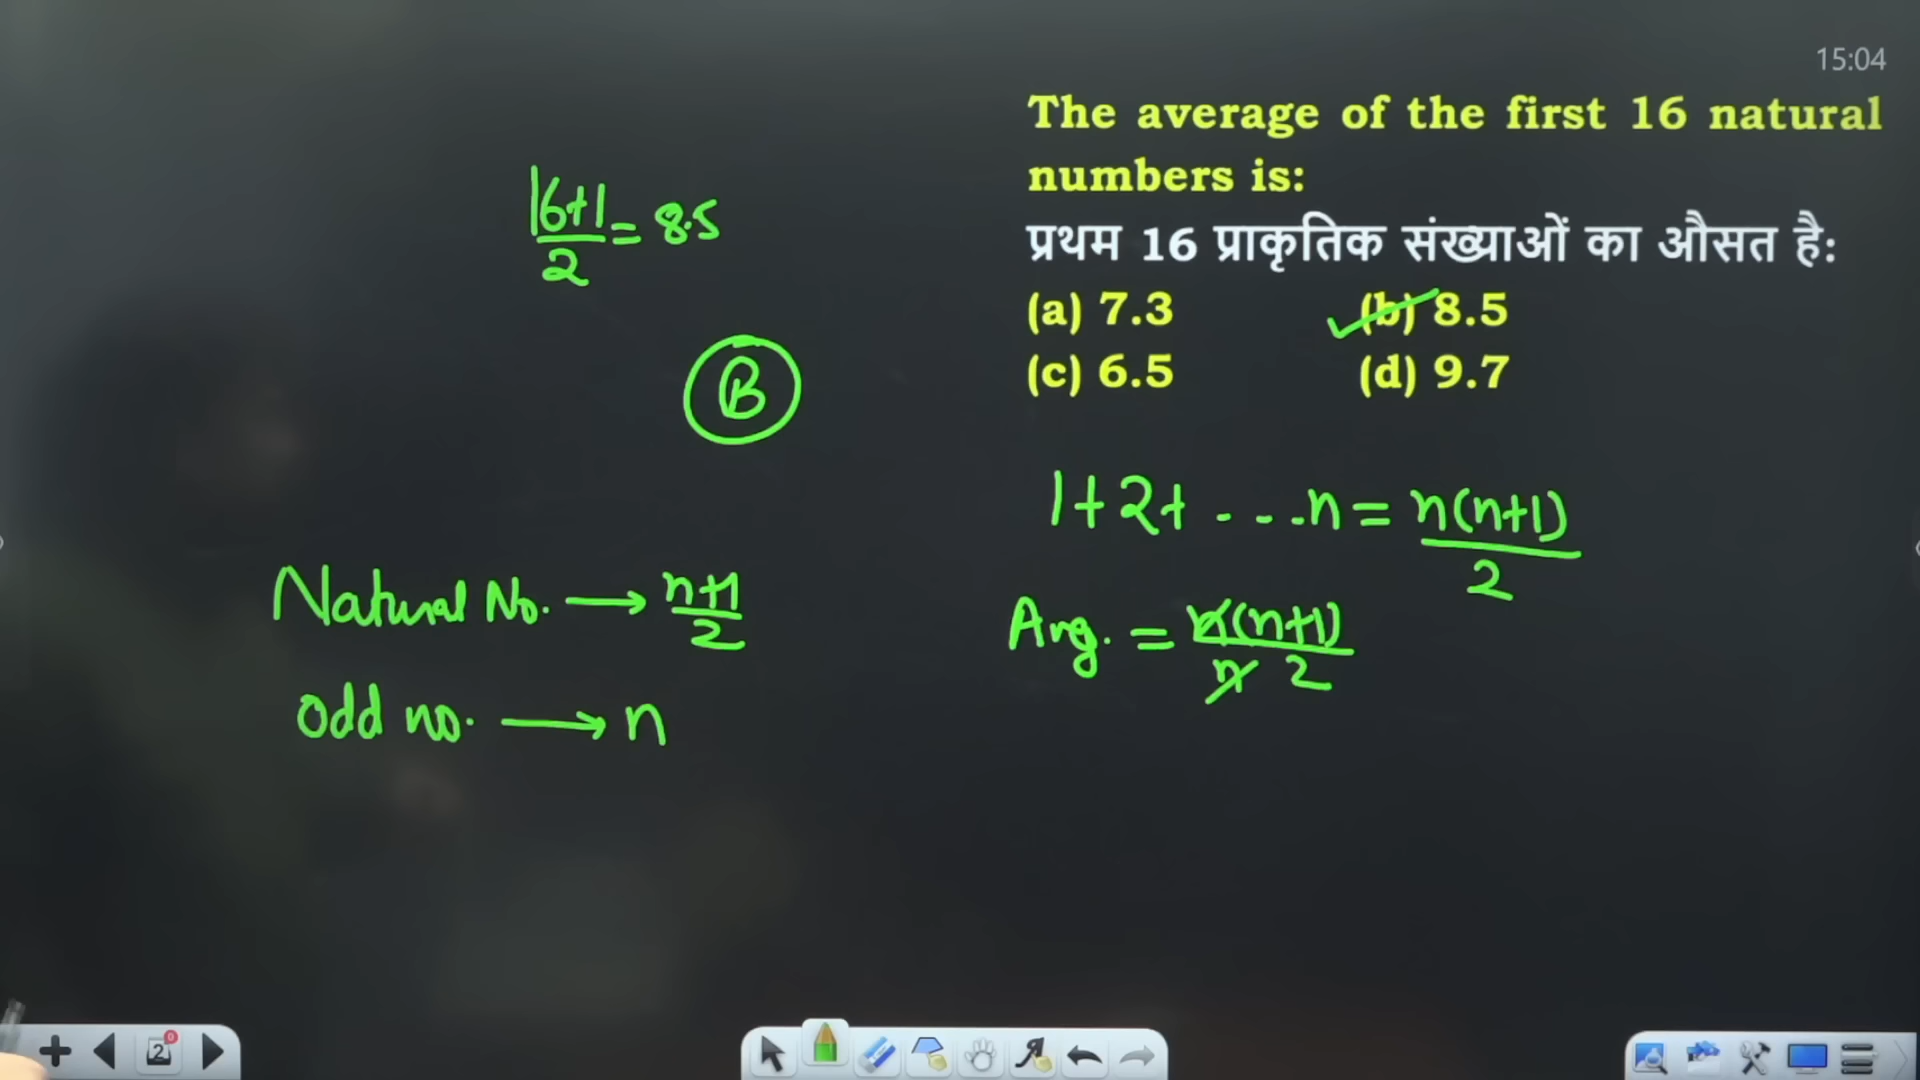 15:04
The average of the first 16 natural
numbers is:
प्रथम 16 प्राकृतिक संख्याओं का औसत है:
(a) 7.3 (b) 8.5
(c) 6.5 (d) 9.7
16+1/2 = 8.5
B
1+2+ - - - n = n(n+1)/2
Avg. = n(n+1)/n 2
Natural No. → n+1/2
odd no. → n
2
0